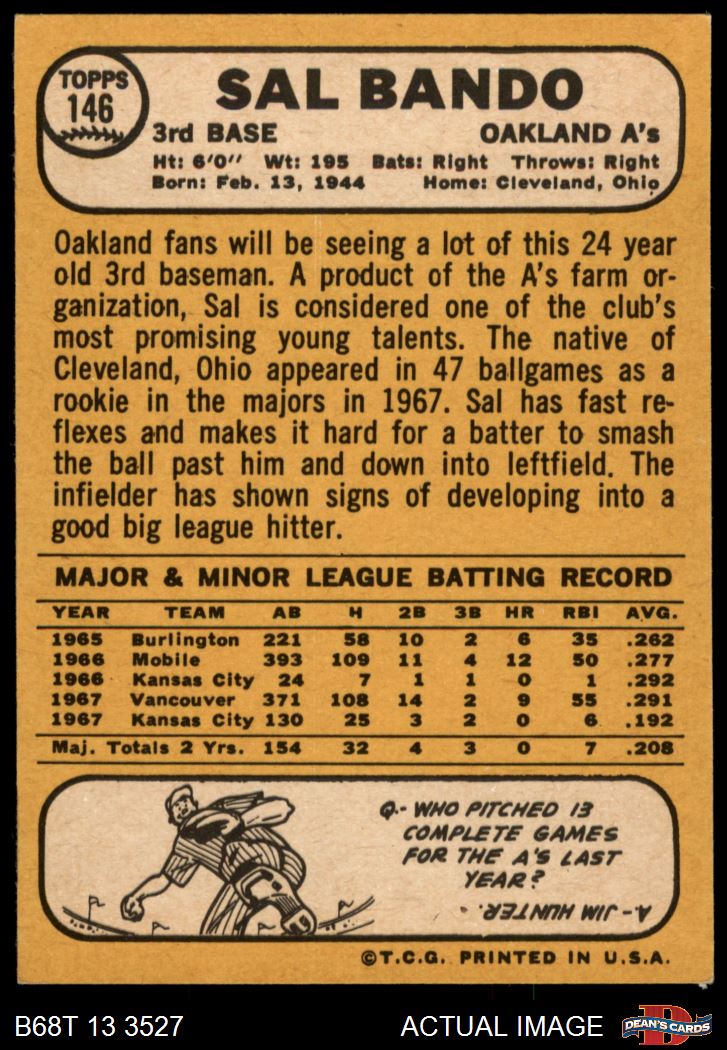 TOPPS
146
SAL BANDO
3rd BASE OAKLAND A's
Ht: 6'0" Wt: 195 Bats: Right Throws: Right
Born: Feb. 13, 1944 Home: Cleveland, Ohio
Oakland fans will be seeing a lot of this 24 year
old 3rd baseman. A product of the A's farm or-
ganization, Sal is considered one of the club's
most promising young talents. The native of
Cleveland, Ohio appeared in 47 ballgames as a
rookie in the majors in 1967. Sal has fast re-
flexes and makes it hard for a batter to smash
the ball past him and down into leftfield. The
infielder has shown signs of developing into a
good big league hitter.
MAJOR & MINOR LEAGUE BATTING RECORD
YEAR TEAM AB H 2B 3B HR RBI AVG.
1965 Burlington 221 58 10 2 6 35 .262
1966 Mobile 393 109 11 4 12 50 .277
1966 Kansas City 24 7 1 1 0 1 .292
1967 Vancouver 371 108 14 2 9 55 .291
1967 Kansas City 130 25 3 2 0 6 .192
Maj. Totals 2 Yrs. 154 32 4 3 0 7 .208
Q.- WHO PITCHED 13
COMPLETE GAMES
FOR THE A'S LAST
YEAR?
A.- JIM HUNTER.
©T.C.G. PRINTED IN U.S.A.
B68T 13 3527 ACTUAL IMAGE D DEAN'S CARDS